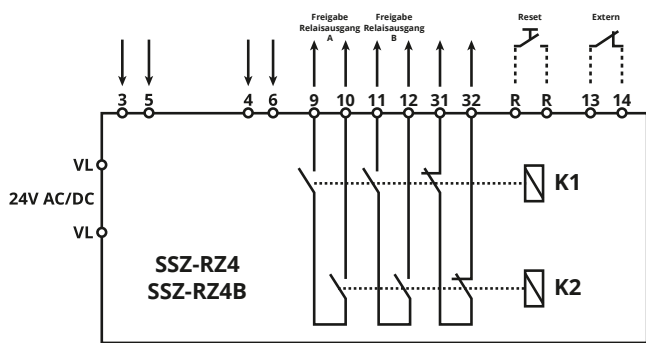 Freigabe
Relaisausgang
A
Freigabe
Relaisausgang
B
Reset
Extern
3 5 4 6 9 10 11 12 31 32 R R 13 14
VL
24V AC/DC
VL
K1
SSZ-RZ4
SSZ-RZ4B
K2